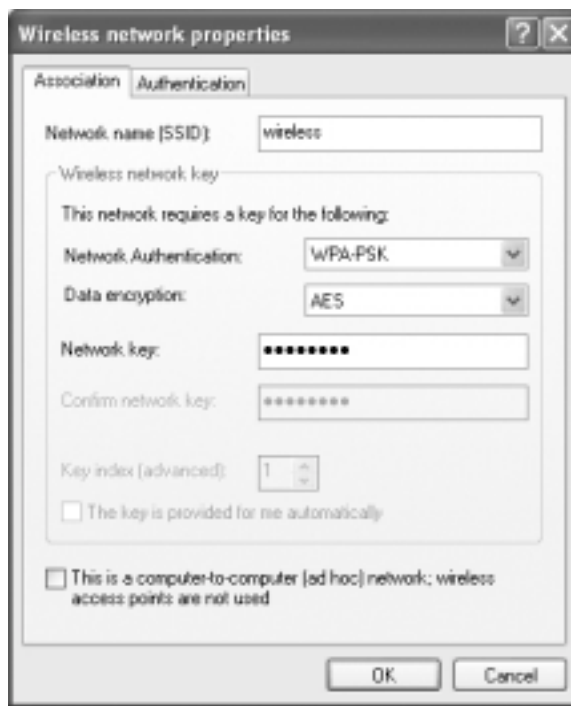 Wireless network properties
Association Authentication
Network name (SSID): wireless
Wireless network key
This network requires a key for the following:
Network Authentication: WPA-PSK
Data encryption: AES
Network key: ••••••••
Confirm network key: ••••••••
Key index (advanced): 1
The key is provided for me automatically
This is a computer-to-computer (ad hoc) network; wireless
access points are not used
OK Cancel